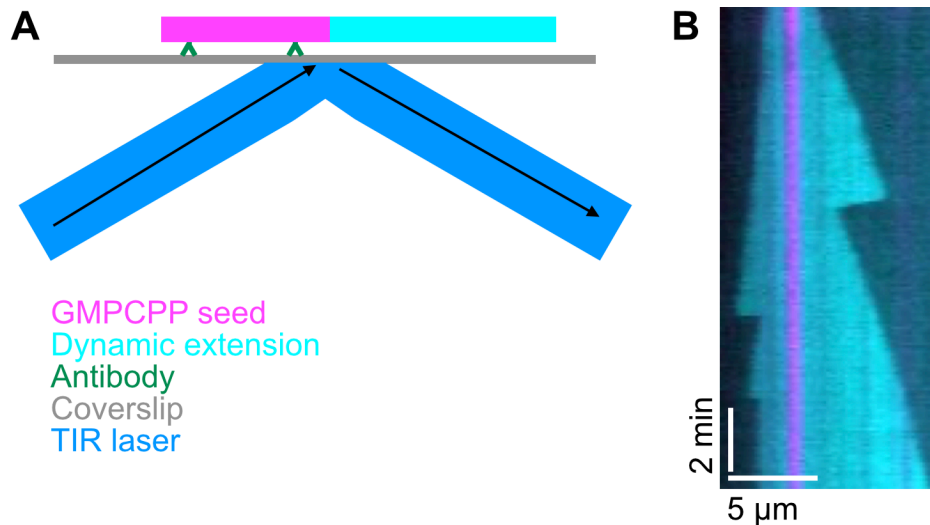 A
B
GMPCPP seed
Dynamic extension
Antibody
Coverslip
TIR laser
2 min
5 µm